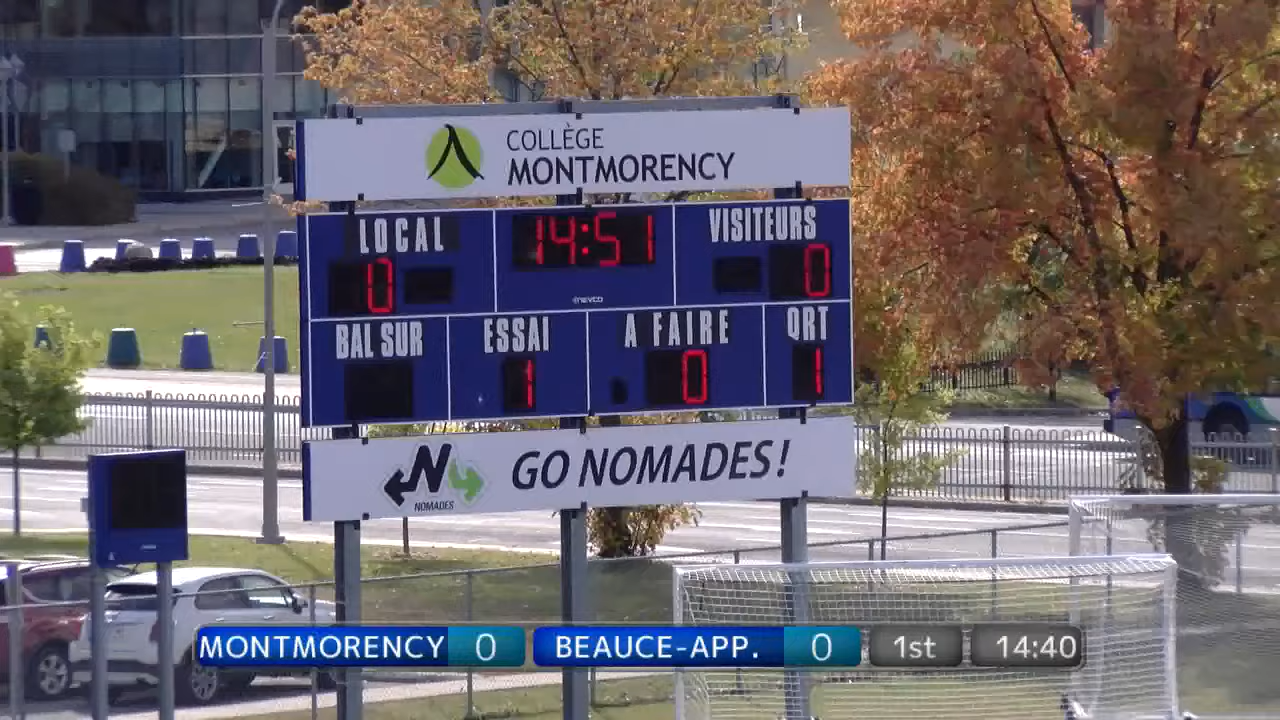 COLLÈGE
MONTMORENCY
LOCAL
14:51
VISITEURS
0
0
NEVCO
BAL SUR
ESSAI
A FAIRE
QRT
1
0
1
NOMADES
GO NOMADES!
MONTMORENCY 0 BEAUCE-APP. 0 1st 14:40